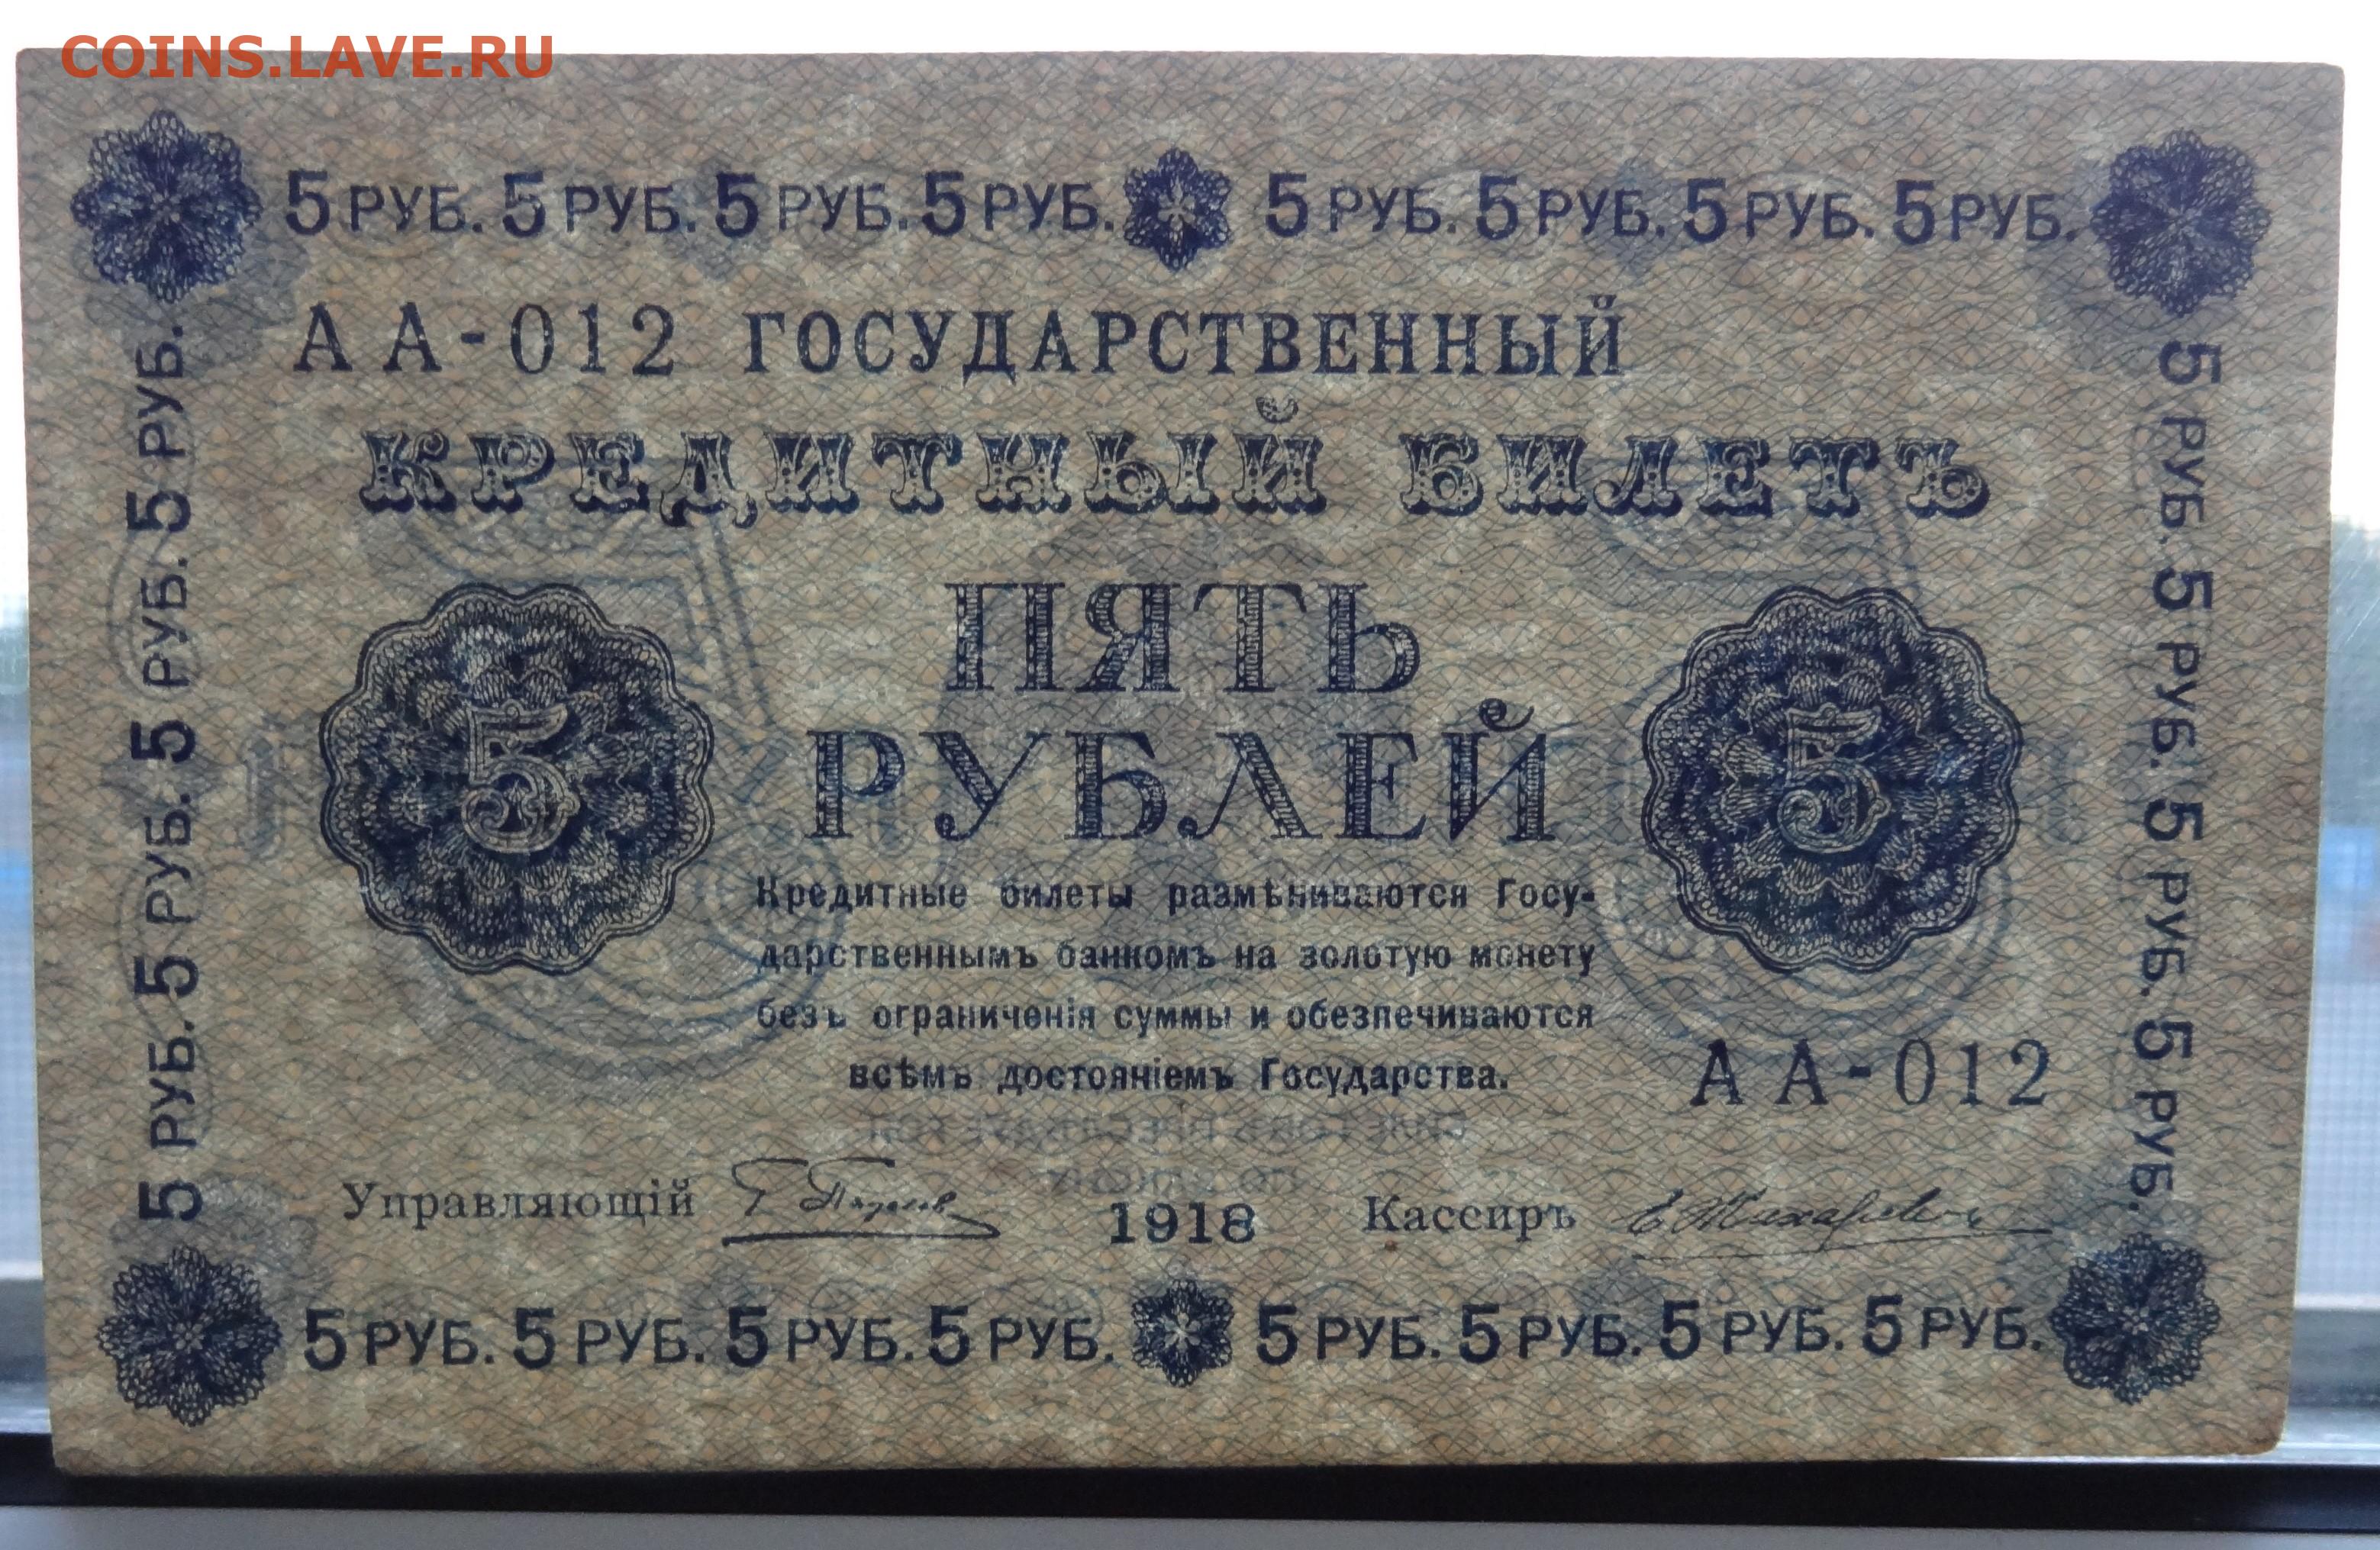 COINS.LAVE.RU
5 РУБ. 5 РУБ. 5 РУБ. 5 РУБ. 5 РУБ. 5 РУБ. 5 РУБ. 5 РУБ.
5 РУБ. 5 РУБ. 5 РУБ. 5 РУБ.
АА-012 ГОСУДАРСТВЕННЫЙ
КРЕДИТНЫЙ БИЛЕТЪ
ПЯТЬ
РУБЛЕЙ
5
5
Кредитные билеты размѣниваются Госу-
дарственнымъ банкомъ на золотую монету
безъ ограниченія суммы и обезпечиваются
всѣмъ достояніемъ Государства.
АА-012
Управляющій
1918
Кассиръ
5 РУБ. 5 РУБ. 5 РУБ. 5 РУБ.
5 РУБ. 5 РУБ. 5 РУБ. 5 РУБ. 5 РУБ. 5 РУБ. 5 РУБ. 5 РУБ.